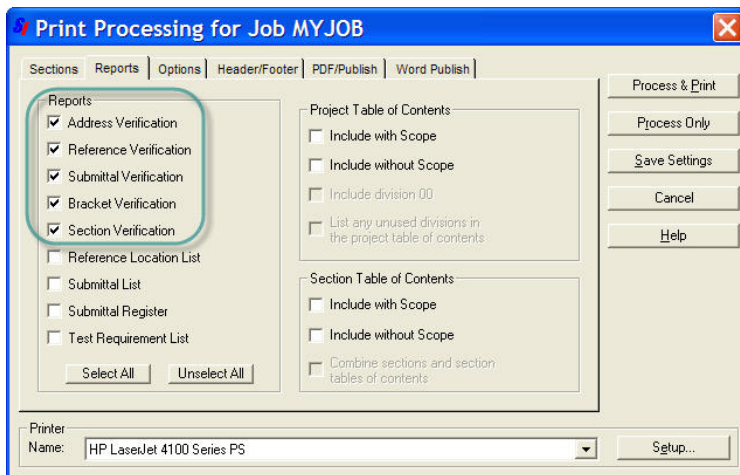 SI Print Processing for Job MYJOB
Sections Reports Options Header/Footer PDF/Publish Word Publish
Reports
Address Verification
Reference Verification
Submittal Verification
Bracket Verification
Section Verification
Reference Location List
Submittal List
Submittal Register
Test Requirement List
Select All Unselect All
Project Table of Contents
Include with Scope
Include without Scope
Include division 00
List any unused divisions in
the project table of contents
Section Table of Contents
Include with Scope
Include without Scope
Combine sections and section
tables of contents
Process & Print
Process Only
Save Settings
Cancel
Help
Printer
Name: HP LaserJet 4100 Series PS Setup...